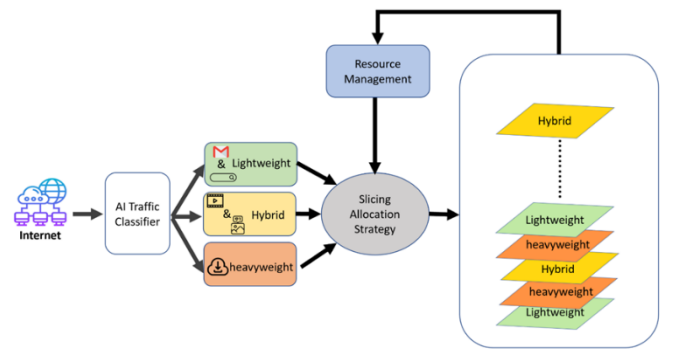 Resource
Management
Hybrid
&
Lightweight
Internet
AI Traffic
Classifier
&
Hybrid
heavyweight
Slicing
Allocation
Strategy
Lightweight
heavyweight
Hybrid
heavyweight
Lightweight